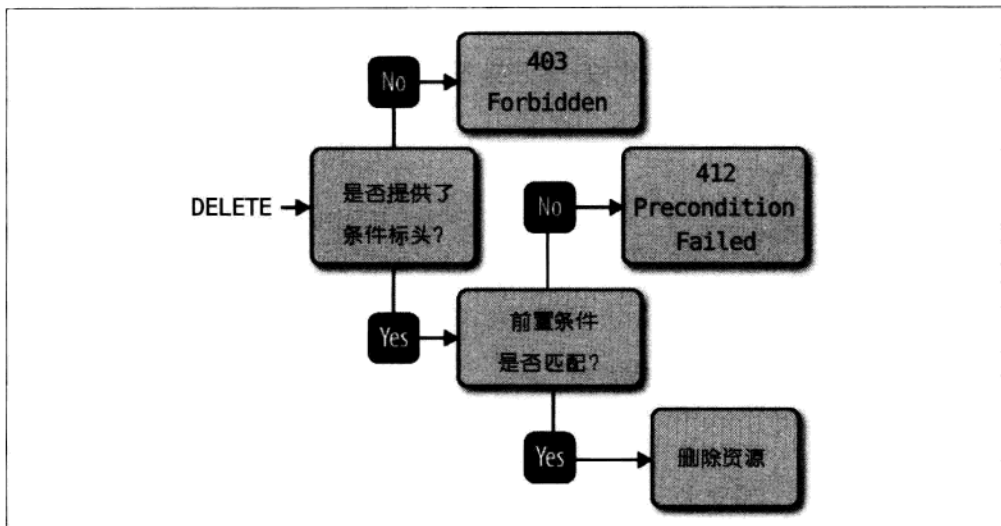 No
403
Forbidden
DELETE
是否提供了
条件标头?
No
412
Precondition
Failed
Yes
前置条件
是否匹配?
Yes
删除资源